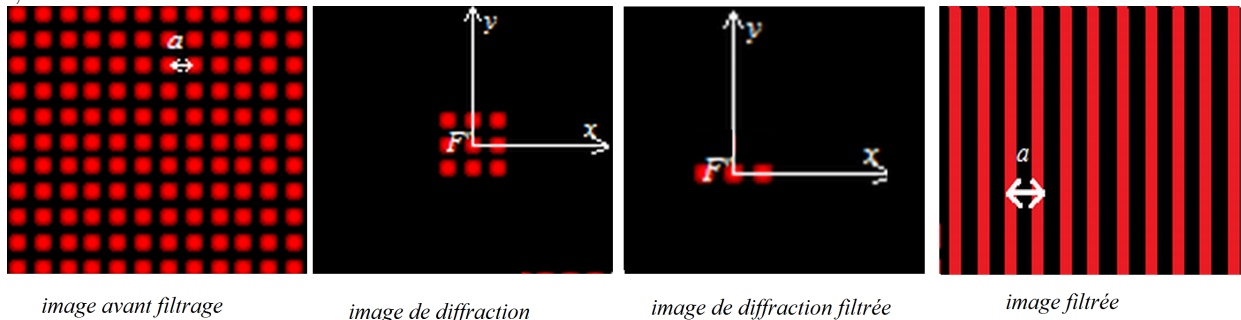 a
y
F' x
y
F' x
a
image avant filtrage
image de diffraction
image de diffraction filtrée
image filtrée